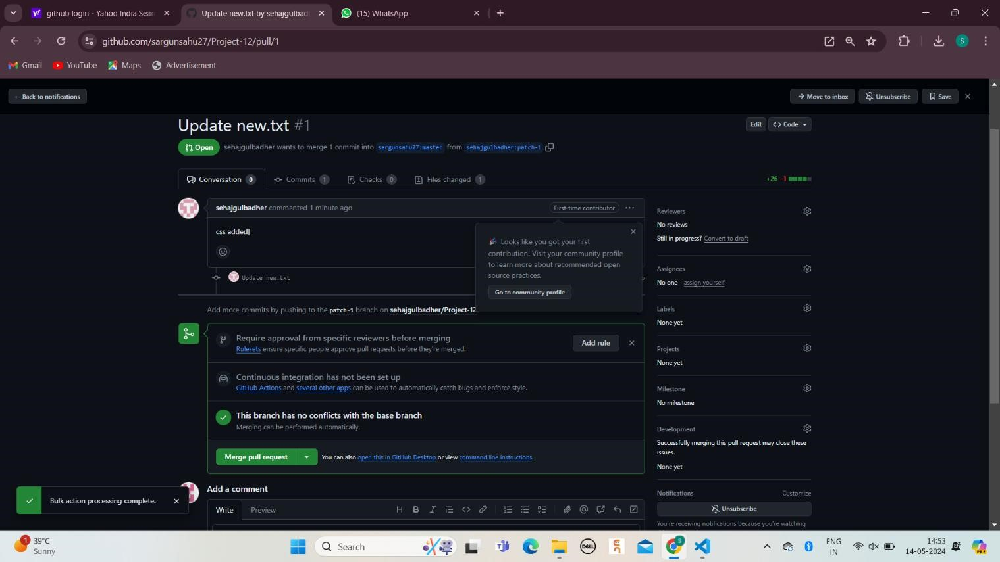 github login - Yahoo India Sear
Update new.txt by sehajgulbad
(15) WhatsApp
github.com/sargunsahu27/Project-12/pull/1
S
Gmail
YouTube
Maps
Advertisement
← Back to notifications
→ Move to inbox
Unsubscribe
Save
Update new.txt #1
Edit
<> Code
Open
sehajgulbadher wants to merge 1 commit into sargunsahu27:master from sehajgulbadher:patch-1
Conversation 0
Commits 1
Checks 0
Files changed 1
+26 −1
sehajgulbadher commented 1 minute ago
First-time contributor
css added[
Looks like you got your first
contribution! Visit your community profile
to learn more about recommended open
source practices.
Go to community profile
Update new.txt
Add more commits by pushing to the patch-1 branch on sehajgulbadher/Project-12
Require approval from specific reviewers before merging
Rulesets ensure specific people approve pull requests before they're merged.
Add rule
Continuous integration has not been set up
GitHub Actions and several other apps can be used to automatically catch bugs and enforce style.
This branch has no conflicts with the base branch
Merging can be performed automatically.
Merge pull request
You can also open this in GitHub Desktop or view command line instructions.
Add a comment
Write
Preview
H B I
Reviewers
No reviews
Still in progress? Convert to draft
Assignees
No one—assign yourself
Labels
None yet
Projects
None yet
Milestone
No milestone
Development
Successfully merging this pull request may close these
issues.
None yet
Notifications
Customize
Unsubscribe
You're receiving notifications because you're watching
Bulk action processing complete.
1
39°C
Sunny
Search
DELL
S
ENG
IN
14:53
14-05-2024
PRE